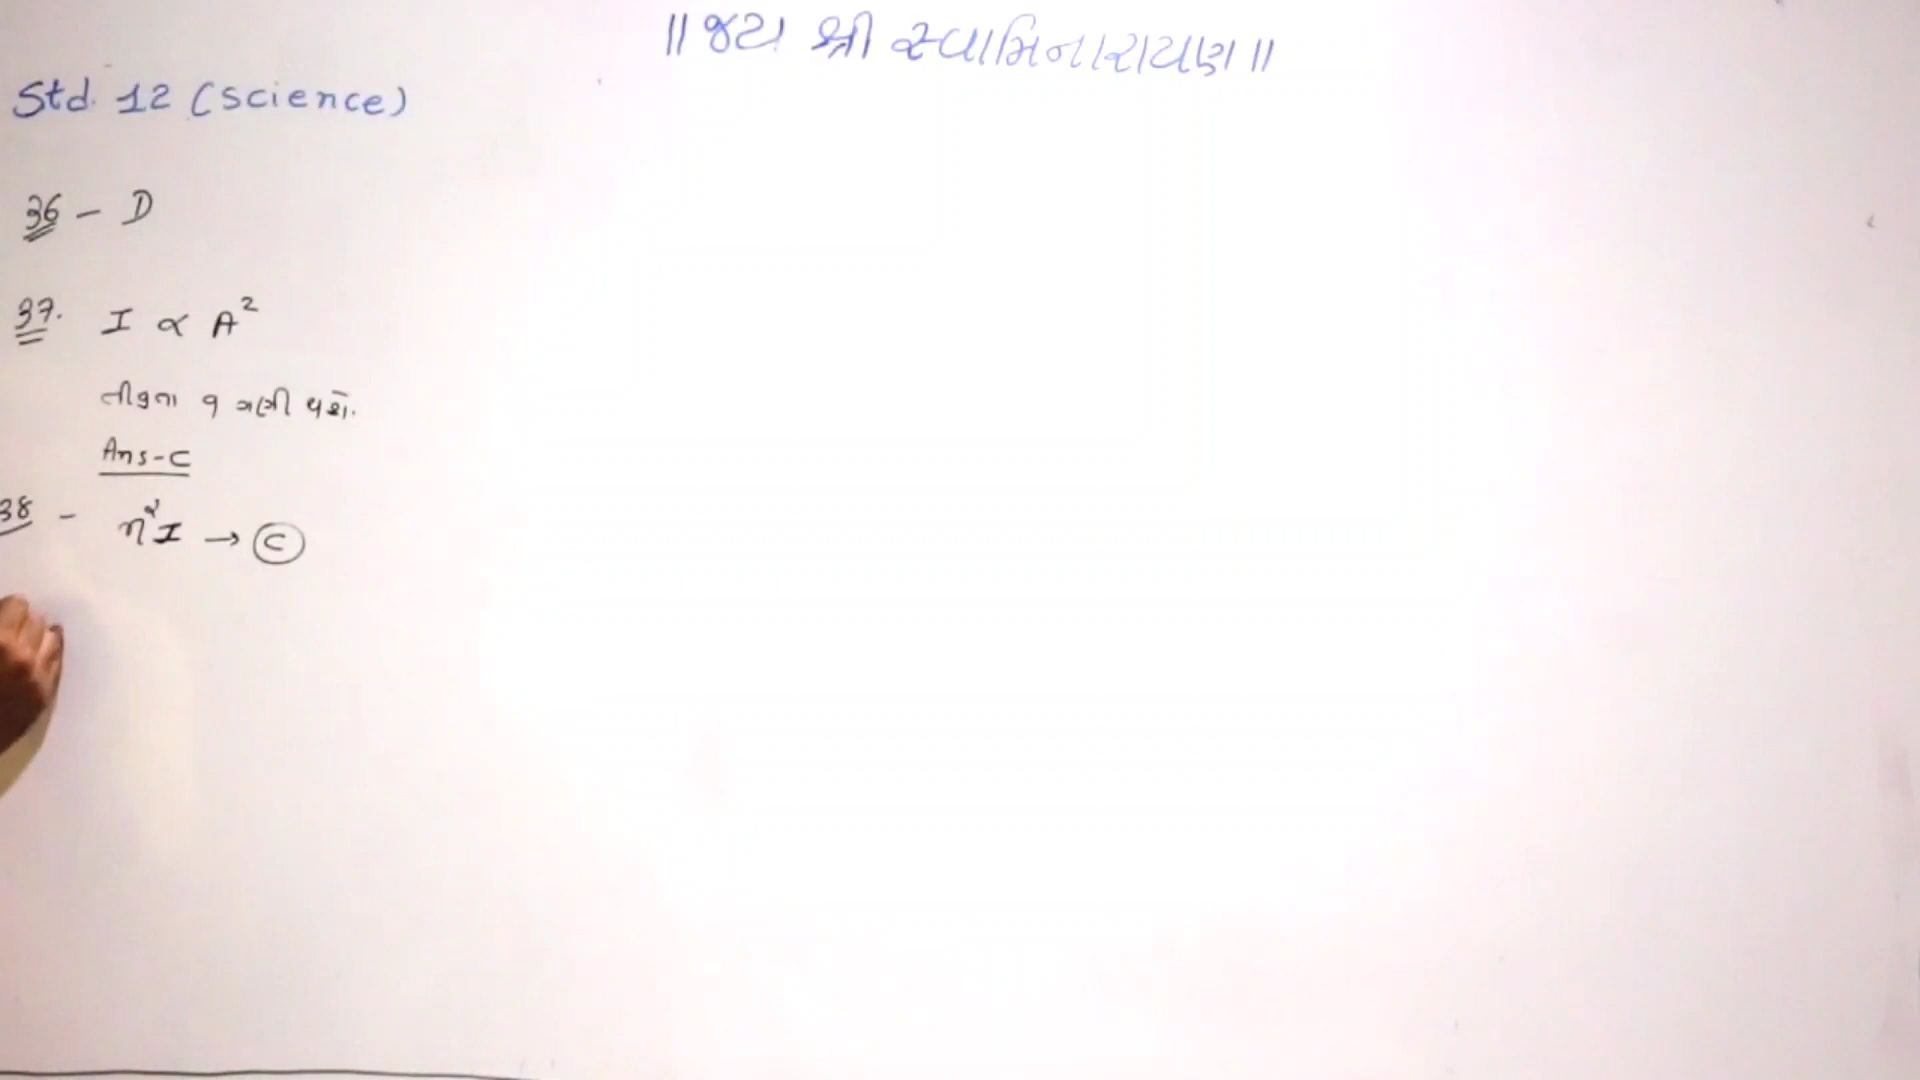 ॥ જય શ્રી સ્વામિનારાયણ ॥
Std. 12 (Science)
36 - D
37. I ∝ A²
તીવ્રતા 9 ગણી થશે.
Ans-C
38 - n²I → C